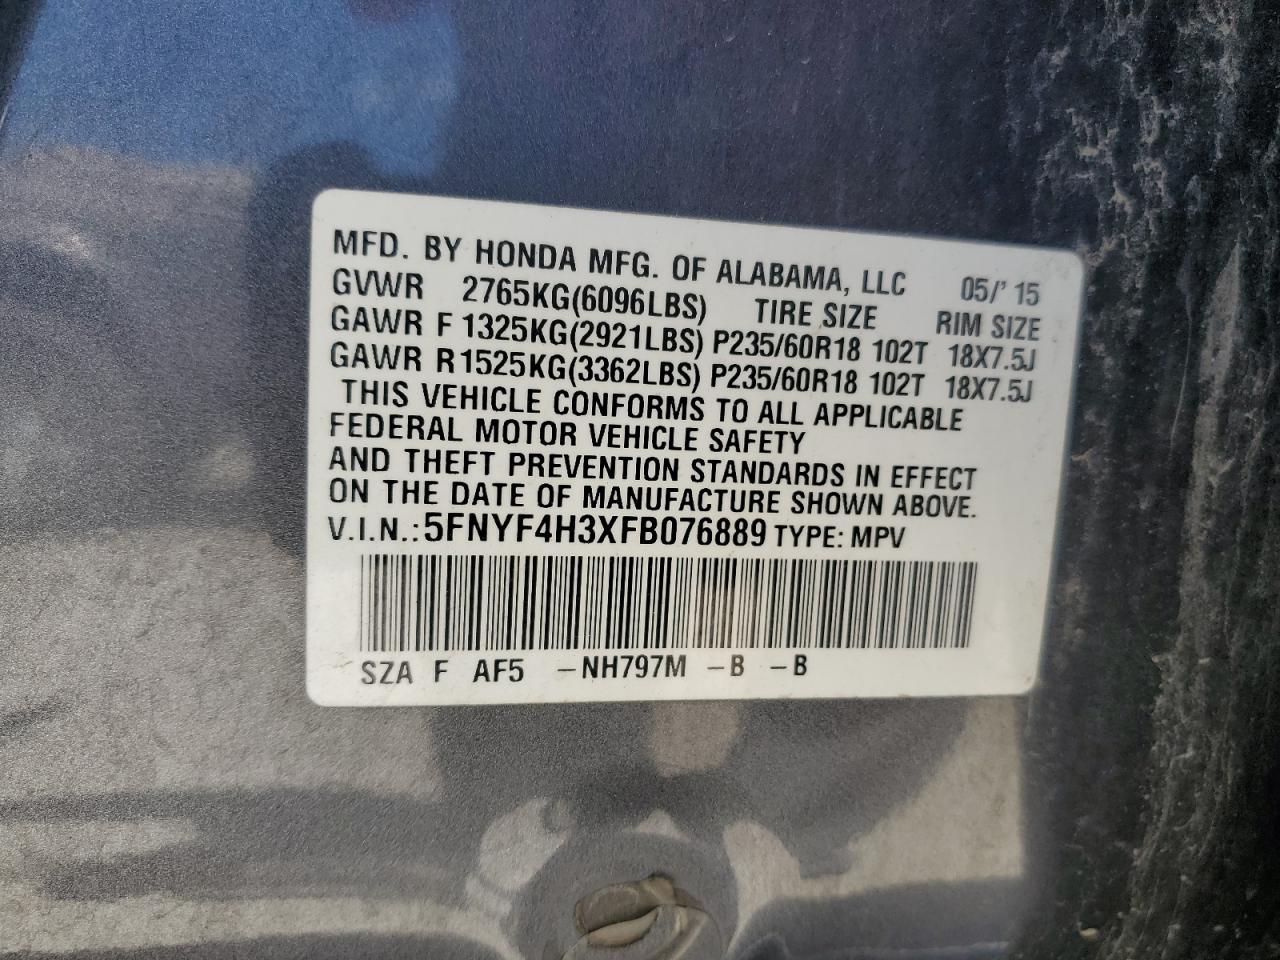 MFD. BY HONDA MFG. OF ALABAMA, LLC 05/'15
GVWR 2765KG(6096LBS) TIRE SIZE RIM SIZE
GAWR F 1325KG(2921LBS) P235/60R18 102T 18X7.5J
GAWR R1525KG(3362LBS) P235/60R18 102T 18X7.5J
THIS VEHICLE CONFORMS TO ALL APPLICABLE
FEDERAL MOTOR VEHICLE SAFETY
AND THEFT PREVENTION STANDARDS IN EFFECT
ON THE DATE OF MANUFACTURE SHOWN ABOVE.
V.I.N.: 5FNYF4H3XFB076889 TYPE: MPV
SZA F AF5 -NH797M -B -B